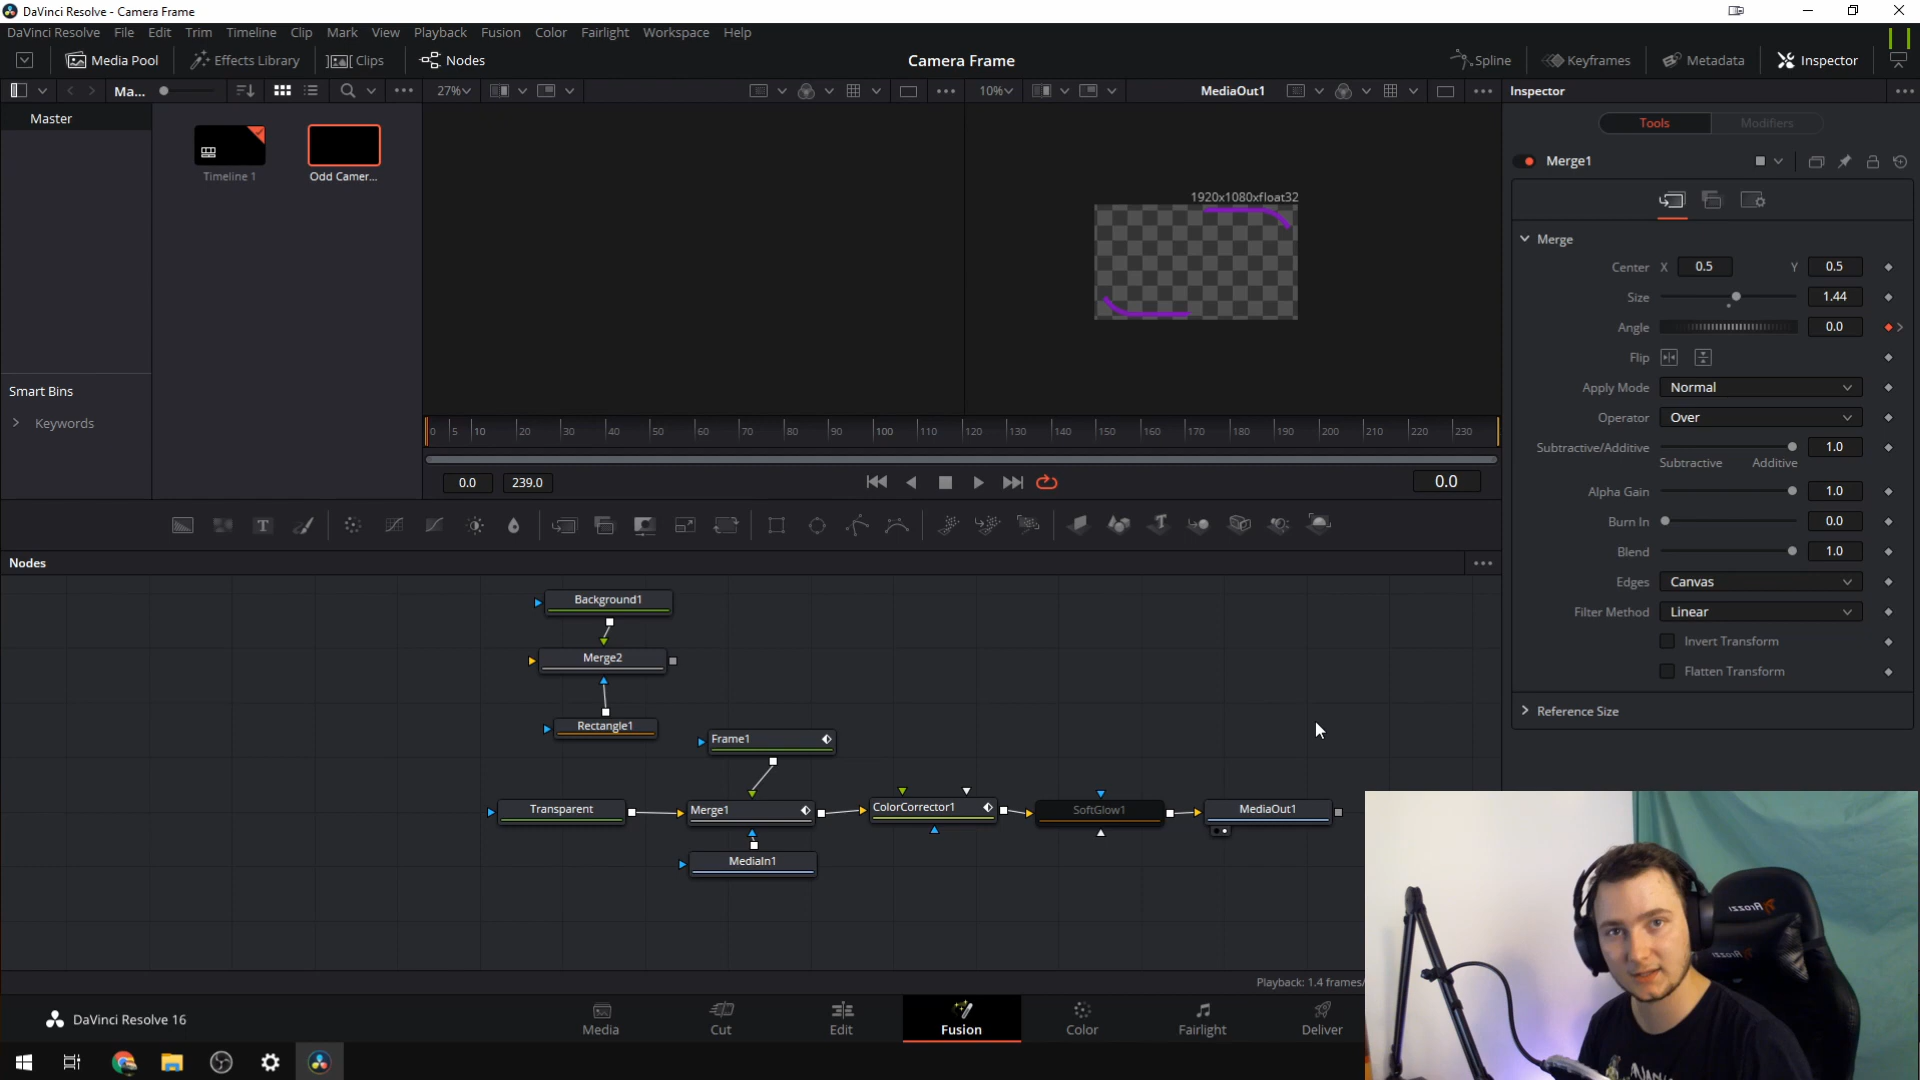 DaVinci Resolve - Camera Frame
DaVinci Resolve File Edit Trim Timeline Clip Mark View Playback Fusion Color Fairlight Workspace Help
Media Pool Effects Library Clips Nodes Camera Frame Spline Keyframes Metadata Inspector
Ma... 27% 10% MediaOut1 Inspector
Master
Timeline 1 Odd Camer...
Smart Bins
Keywords
1920x1080xfloat32
0 5 10 20 30 40 50 60 70 80 90 100 110 120 130 140 150 160 170 180 190 200 210 220 230
0.0 239.0 0.0
Tools Modifiers
Merge1
Merge
Center X 0.5 Y 0.5
Size 1.44
Angle 0.0
Flip
Apply Mode Normal
Operator Over
Subtractive/Additive 1.0
Subtractive Additive
Alpha Gain 1.0
Burn In 0.0
Blend 1.0
Edges Canvas
Filter Method Linear
Invert Transform
Flatten Transform
Reference Size
Nodes
Background1
Merge2
Rectangle1
Frame1
Transparent Merge1 ColorCorrector1 SoftGlow1 MediaOut1
MediaIn1
Playback: 1.4 frames/
DaVinci Resolve 16
Media Cut Edit Fusion Color Fairlight Deliver